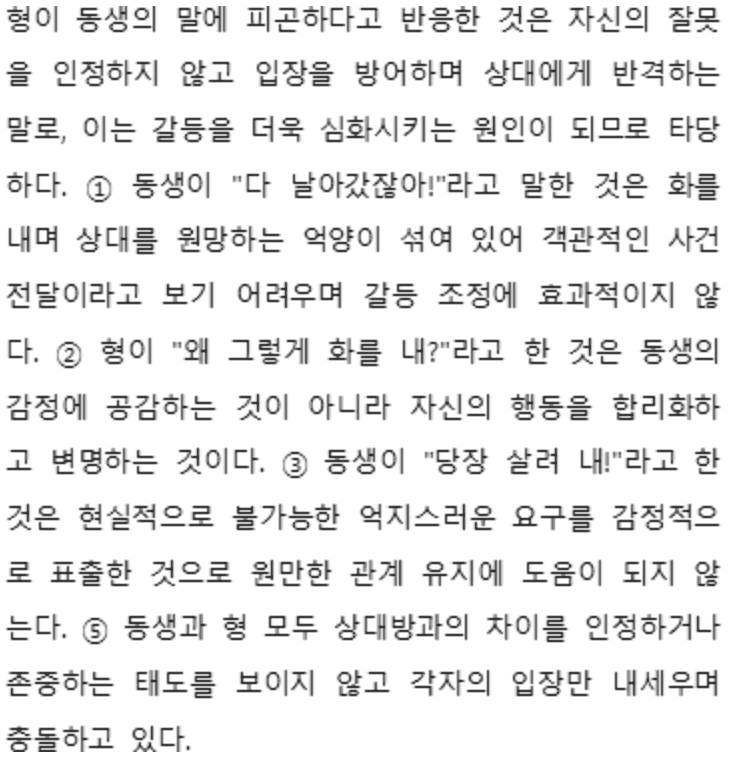 형이 동생의 말에 피곤하다고 반응한 것은 자신의 잘못
을 인정하지 않고 입장을 방어하며 상대에게 반격하는
말로, 이는 갈등을 더욱 심화시키는 원인이 되므로 타당
하다. ① 동생이 "다 날아갔잖아!"라고 말한 것은 화를
내며 상대를 원망하는 억양이 섞여 있어 객관적인 사건
전달이라고 보기 어려우며 갈등 조정에 효과적이지 않
다. ② 형이 "왜 그렇게 화를 내?"라고 한 것은 동생의
감정에 공감하는 것이 아니라 자신의 행동을 합리화하
고 변명하는 것이다. ③ 동생이 "당장 살려 내!"라고 한
것은 현실적으로 불가능한 억지스러운 요구를 감정적으
로 표출한 것으로 원만한 관계 유지에 도움이 되지 않
는다. ⑤ 동생과 형 모두 상대방과의 차이를 인정하거나
존중하는 태도를 보이지 않고 각자의 입장만 내세우며
충돌하고 있다.